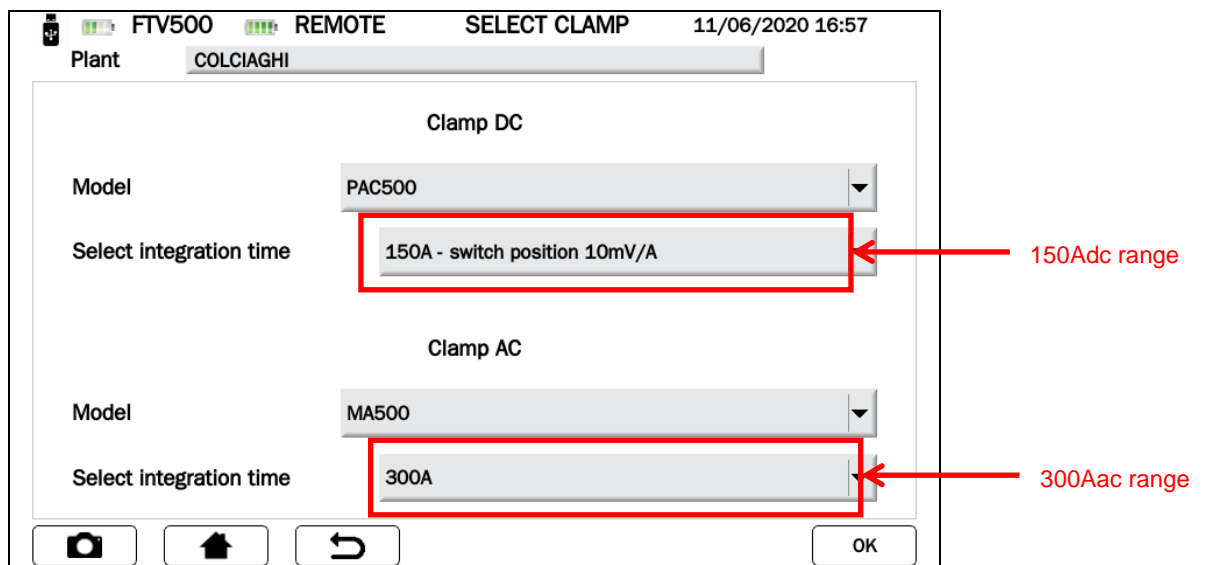 FTV500 REMOTE SELECT CLAMP 11/06/2020 16:57
Plant COLCIAGHI
Clamp DC
Model PAC500
Select integration time 150A - switch position 10mV/A
150Adc range
Clamp AC
Model MA500
Select integration time 300A
300Aac range
OK